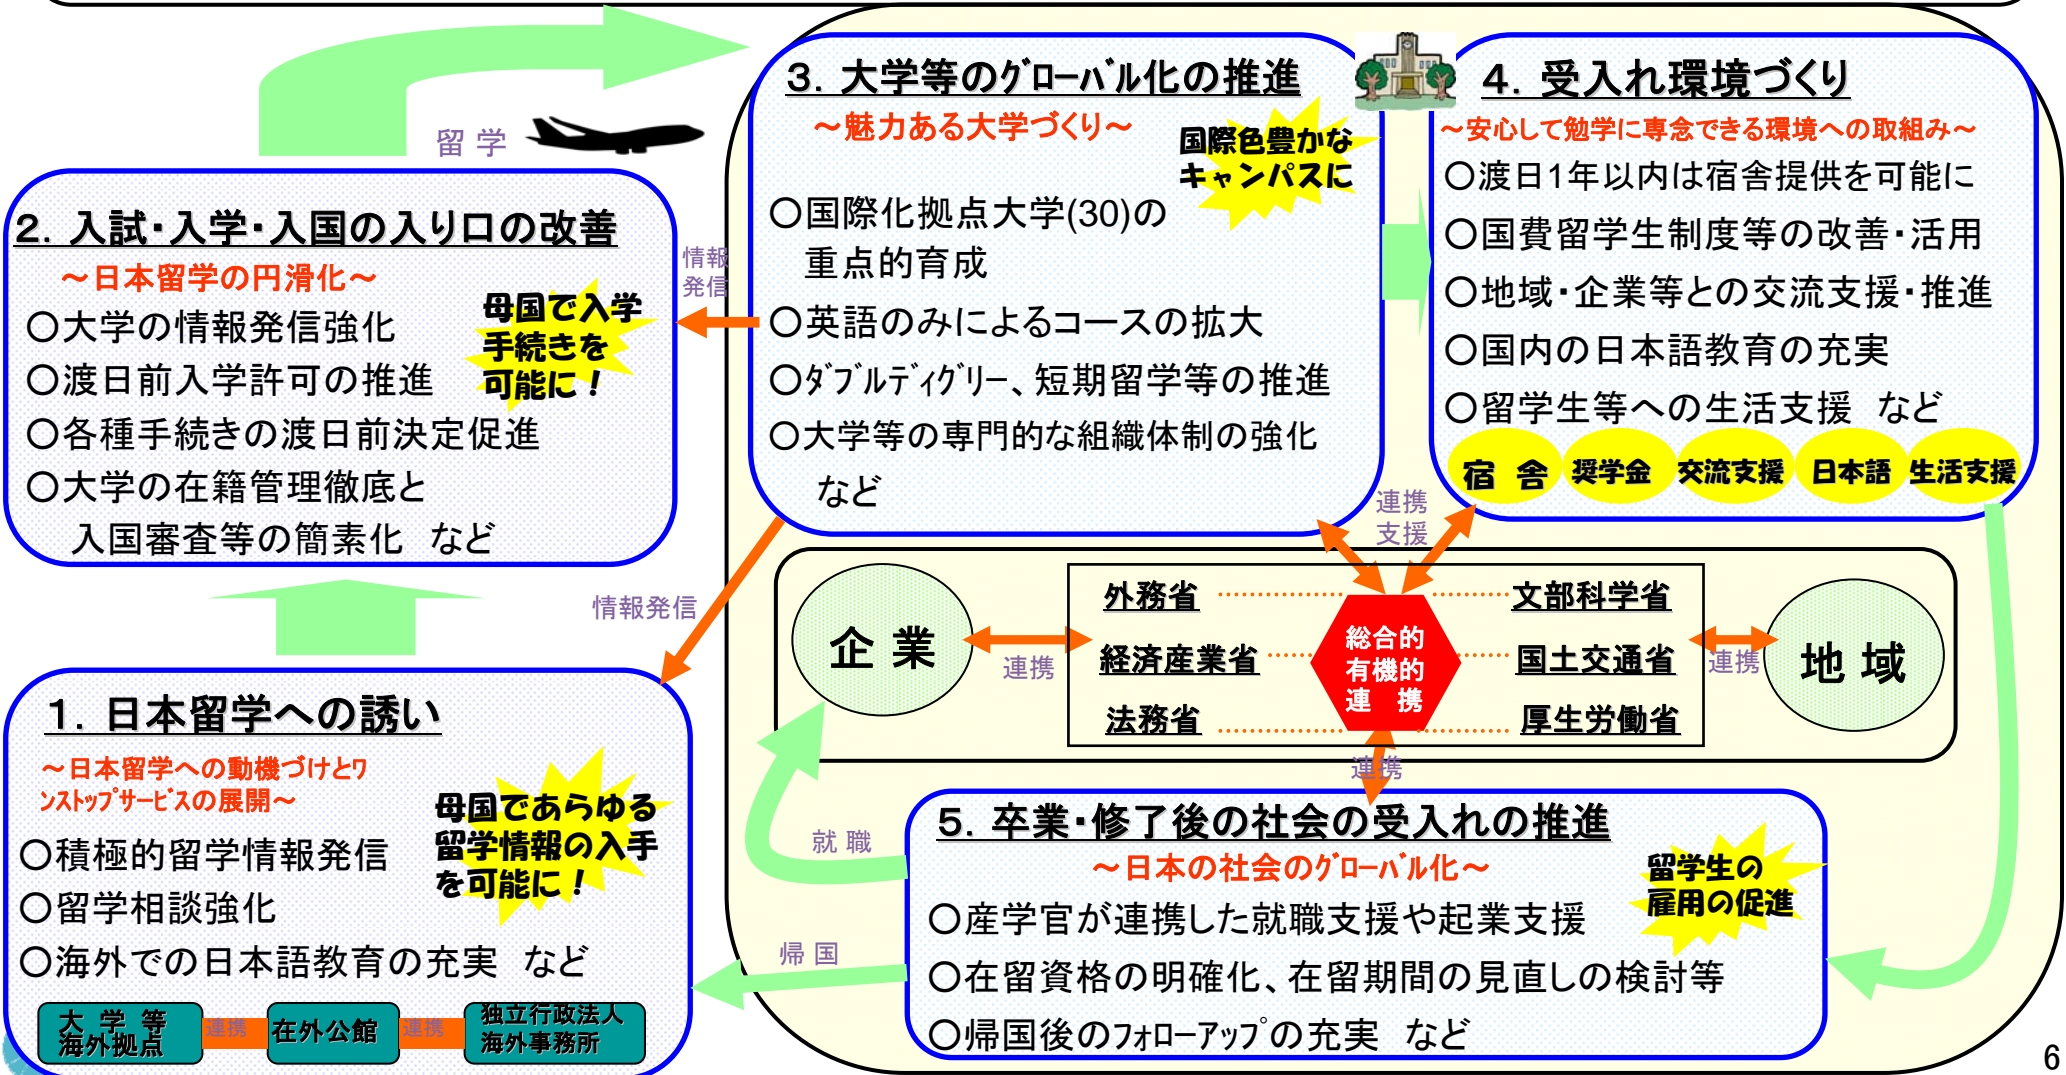 留 学
2．入試・入学・入国の入り口の改善
～日本留学の円滑化～
○大学の情報発信強化
○渡日前入学許可の推進
○各種手続きの渡日前決定促進
○大学の在籍管理徹底と
入国審査等の簡素化　など
母国で入学
手続きを
可能に！
情報
発信
情報発信
1．日本留学への誘い
～日本留学への動機づけとﾜ
ﾝｽﾄｯﾌﾟｻｰﾋﾞｽの展開～
○積極的留学情報発信
○留学相談強化
○海外での日本語教育の充実　など
母国であらゆる
留学情報の入手
を可能に！
大 学 等
海外拠点
連携
在外公館
連携
独立行政法人
海外事務所
3．大学等のｸﾞﾛｰﾊﾞﾙ化の推進
～魅力ある大学づくり～
国際色豊かな
キャンパスに
○国際化拠点大学(30)の
重点的育成
○英語のみによるコースの拡大
○ﾀﾞﾌﾞﾙﾃﾞｨｸﾞﾘｰ、短期留学等の推進
○大学等の専門的な組織体制の強化
など
4．受入れ環境づくり
～安心して勉学に専念できる環境への取組み～
○渡日1年以内は宿舎提供を可能に
○国費留学生制度等の改善・活用
○地域・企業等との交流支援・推進
○国内の日本語教育の充実
○留学生等への生活支援　など
宿 舎
奨学金
交流支援
日本語
生活支援
連携
支援
企 業
連携
外務省
経済産業省
法務省
総合的
有機的
連　携
文部科学省
国土交通省
厚生労働省
連携
地 域
連携
就 職
帰 国
5．卒業・修了後の社会の受入れの推進
～日本の社会のｸﾞﾛｰﾊﾞﾙ化～
留学生の
雇用の促進
○産学官が連携した就職支援や起業支援
○在留資格の明確化、在留期間の見直しの検討等
○帰国後のﾌｫﾛｰｱｯﾌﾟの充実　など
6